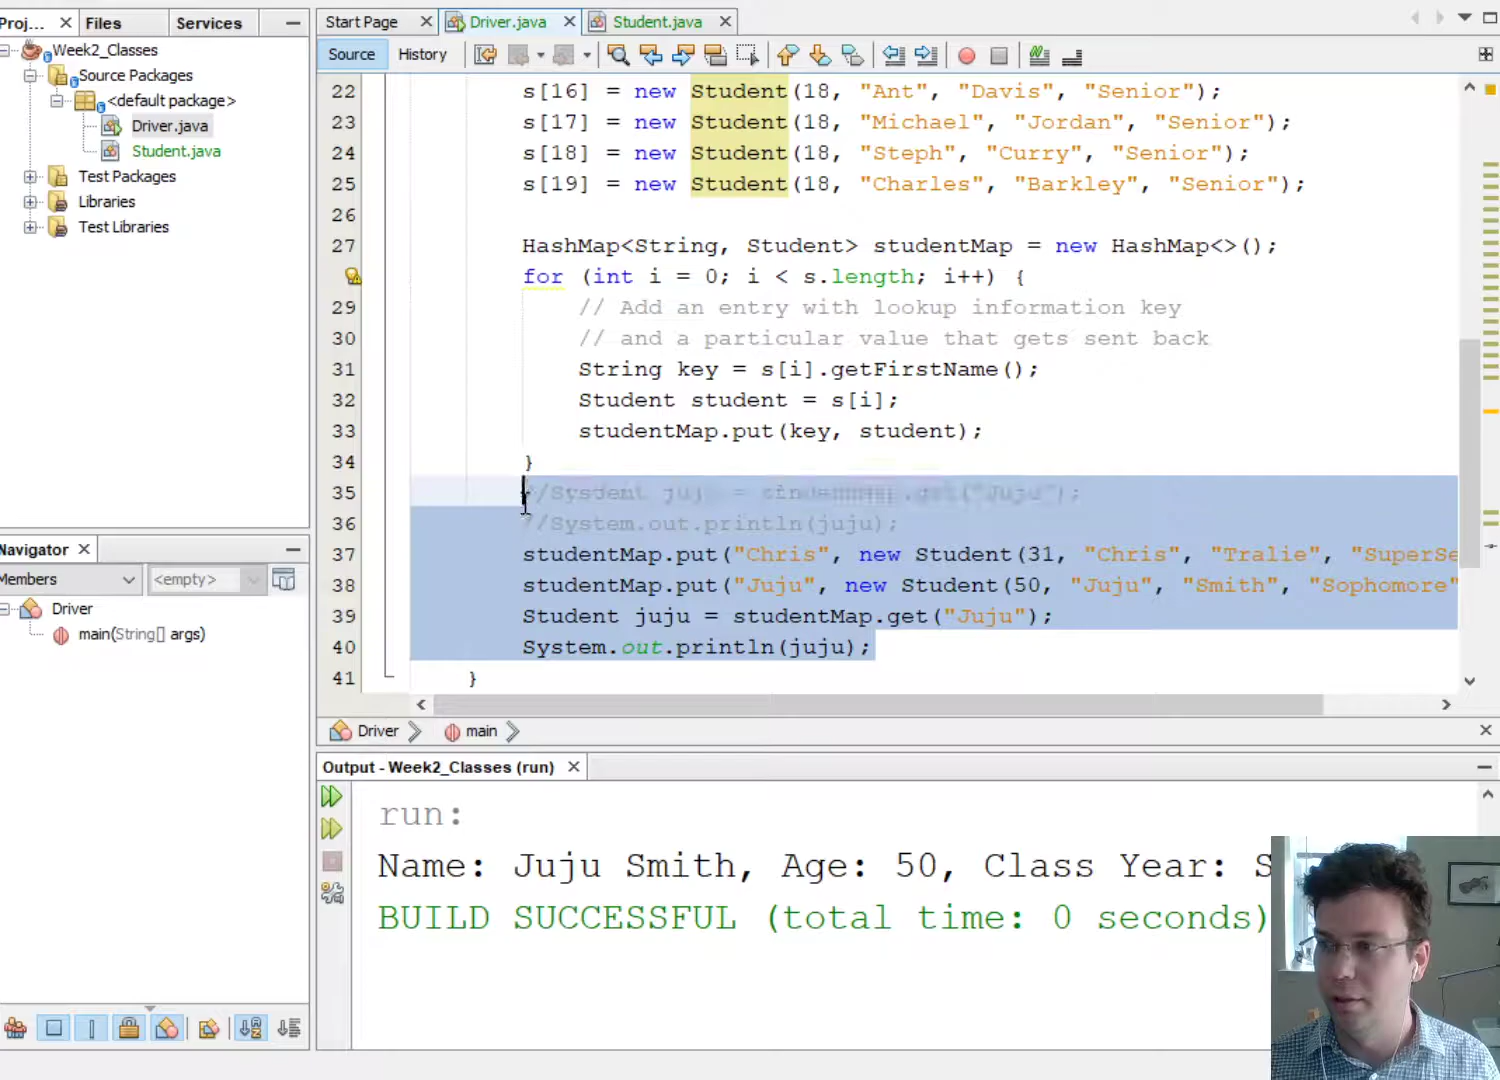 Proj...
Files
Services
Week2_Classes
Source Packages
<default package>
Driver.java
Student.java
Test Packages
Libraries
Test Libraries
Navigator
Members
<empty>
Driver
main(String[] args)
Start Page
Driver.java
Student.java
Source
History
22 s[16] = new Student(18, "Ant", "Davis", "Senior");
23 s[17] = new Student(18, "Michael", "Jordan", "Senior");
24 s[18] = new Student(18, "Steph", "Curry", "Senior");
25 s[19] = new Student(18, "Charles", "Barkley", "Senior");
26
27 HashMap<String, Student> studentMap = new HashMap<>();
for (int i = 0; i < s.length; i++) {
29 // Add an entry with lookup information key
30 // and a particular value that gets sent back
31 String key = s[i].getFirstName();
32 Student student = s[i];
33 studentMap.put(key, student);
34 }
35 juju = .get("Juju");
36 //System.out.println(juju);
37 studentMap.put("Chris", new Student(31, "Chris", "Tralie", "SuperSe
38 studentMap.put("Juju", new Student(50, "Juju", "Smith", "Sophomore"
39 Student juju = studentMap.get("Juju");
40 System.out.println(juju);
41 }
Driver
main
Output - Week2_Classes (run)
run:
Name: Juju Smith, Age: 50, Class Year: S
BUILD SUCCESSFUL (total time: 0 seconds)